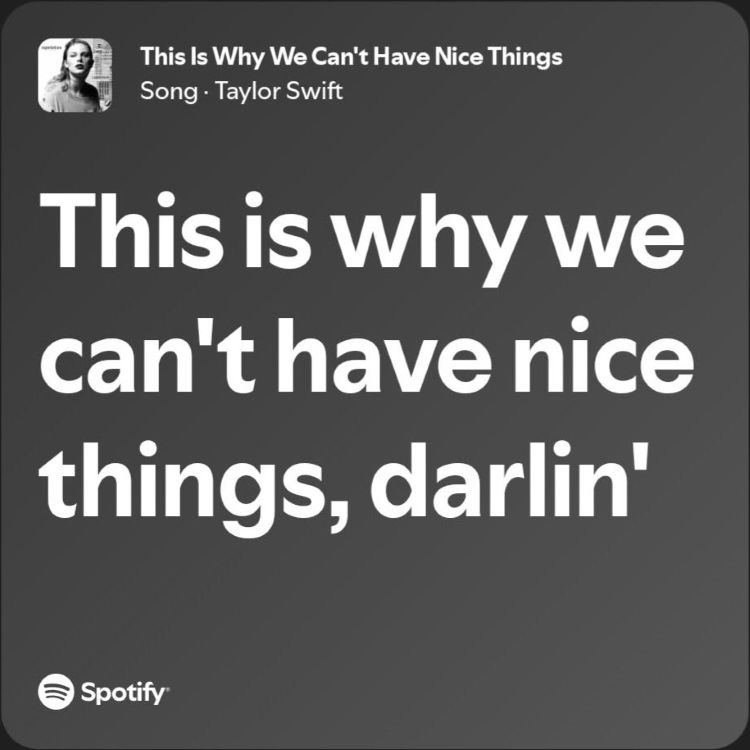 This Is Why We Can't Have Nice Things
Song · Taylor Swift
This is why we
can't have nice
things, darlin'
Spotify®